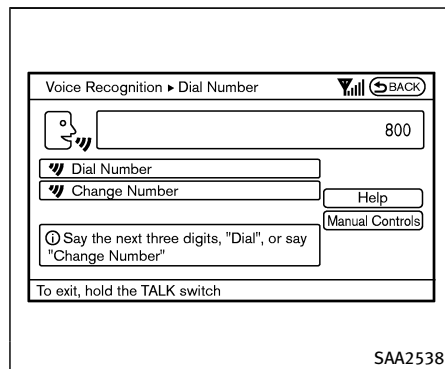 Voice Recognition ▸ Dial Number
BACK
800
Dial Number
Change Number
Help
Manual Controls
Say the next three digits, "Dial", or say
"Change Number"
To exit, hold the TALK switch
SAA2538